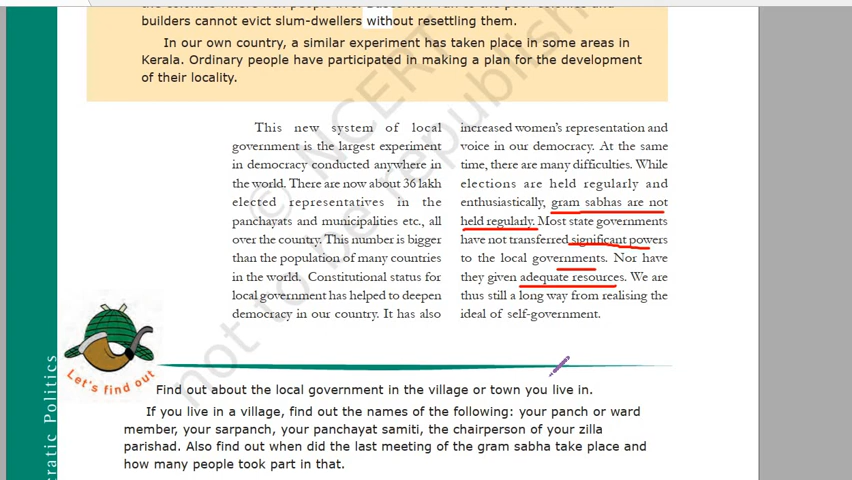 builders cannot evict slum-dwellers without resettling them.
In our own country, a similar experiment has taken place in some areas in
Kerala. Ordinary people have participated in making a plan for the development
of their locality.
This new system of local
government is the largest experiment
in democracy conducted anywhere in
the world. There are now about 36 lakh
elected representatives in the
panchayats and municipalities etc., all
over the country. This number is bigger
than the population of many countries
in the world. Constitutional status for
local government has helped to deepen
democracy in our country. It has also
increased women's representation and
voice in our democracy. At the same
time, there are many difficulties. While
elections are held regularly and
enthusiastically, gram sabhas are not
held regularly. Most state governments
have not transferred significant powers
to the local governments. Nor have
they given adequate resources. We are
thus still a long way from realising the
ideal of self-government.
Let's find out
Find out about the local government in the village or town you live in.
If you live in a village, find out the names of the following: your panch or ward
member, your sarpanch, your panchayat samiti, the chairperson of your zilla
parishad. Also find out when did the last meeting of the gram sabha take place and
how many people took part in that.
ratic Politics
© NCERT
not to be republish